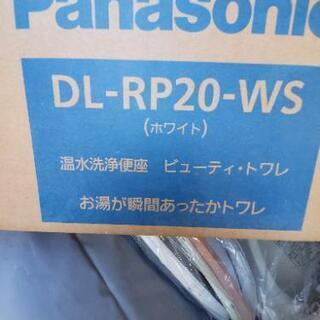 Panasonic
DL-RP20-WS
(ホワイト)
温水洗浄便座 ビューティ・トワレ
お湯が瞬間あったかトワレ